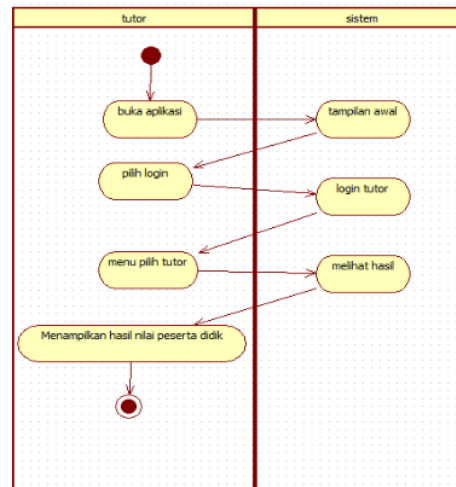 tutor
sistem
buka aplikasi
tampilan awal
pilih login
login tutor
menu pilih tutor
melihat hasil
Menampilkan hasil nilai peserta didik